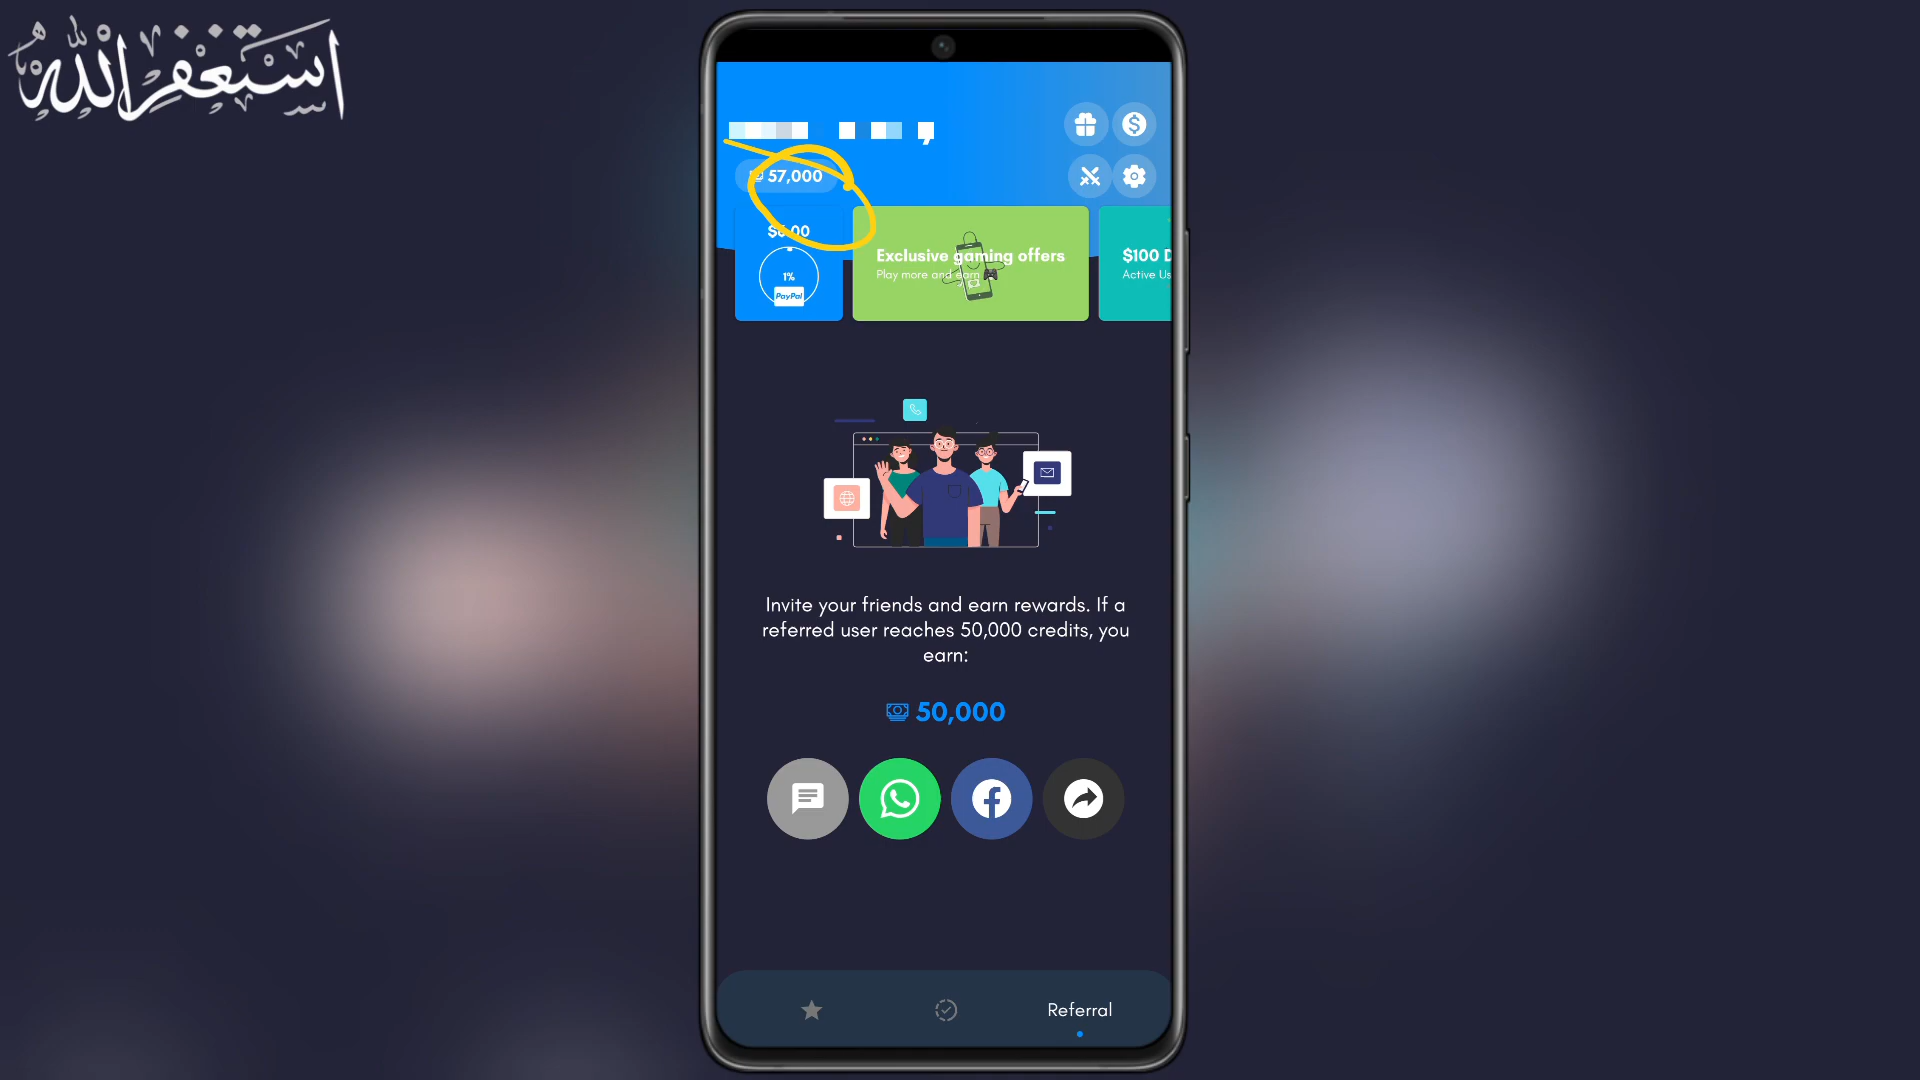 أستغفر الله
57,000
$6.00
1%
PayPal
Exclusive gaming offers
Play more and earn
$100 D
Active Us
Invite your friends and earn rewards. If a
referred user reaches 50,000 credits, you
earn:
50,000
Referral